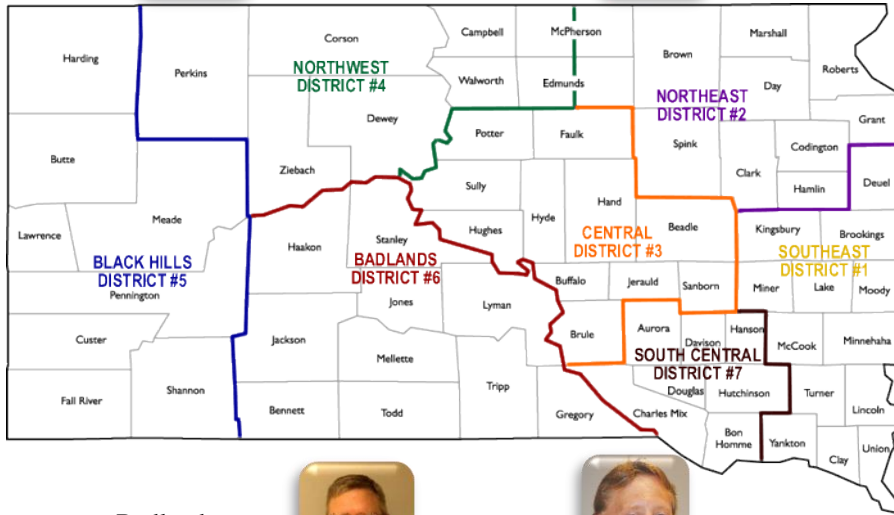 Campbell
McPherson
Marshall
Harding
Corson
Brown
Perkins
NORTHWEST
DISTRICT #4
Walworth
Edmunds
Roberts
Day
NORTHEAST
DISTRICT #2
Dewey
Grant
Potter
Faulk
Spink
Codington
Butte
Ziebach
Clark
Deuel
Sully
Hamlin
Hand
Meade
Hyde
Lawrence
Hughes
Beadle
Kingsbury
Brookings
Haakon
Stanley
CENTRAL
DISTRICT #3
SOUTHEAST
DISTRICT #1
BLACK HILLS
DISTRICT #5
BADLANDS
DISTRICT #6
Buffalo
Jerauld
Sanborn
Miner
Lake
Moody
Pennington
Jones
Lyman
Custer
Jackson
Brule
Aurora
Hanson
Davison
McCook
Minnehaha
Mellette
SOUTH CENTRAL
DISTRICT #7
Shannon
Tripp
Douglas
Hutchinson
Turner
Fall River
Bennett
Todd
Gregory
Charles Mix
Lincoln
Bon
Homme
Yankton
Clay
Union